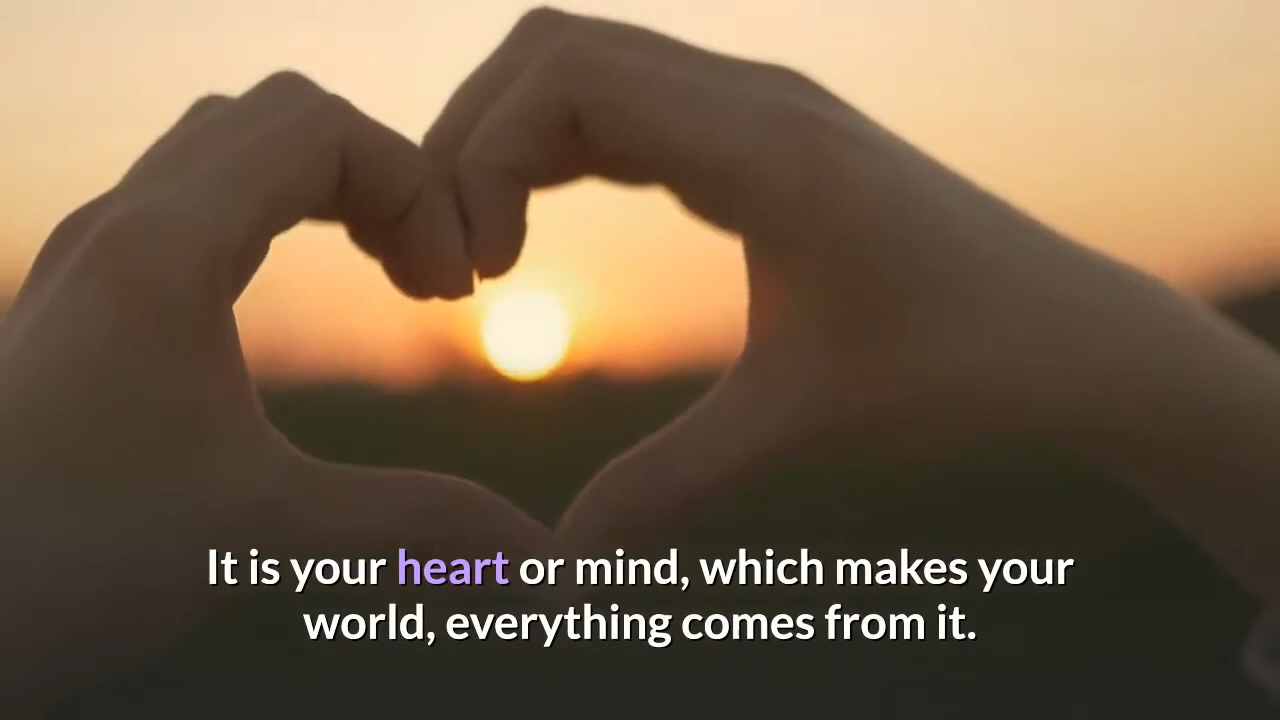 It is your heart or mind, which makes your
world, everything comes from it.